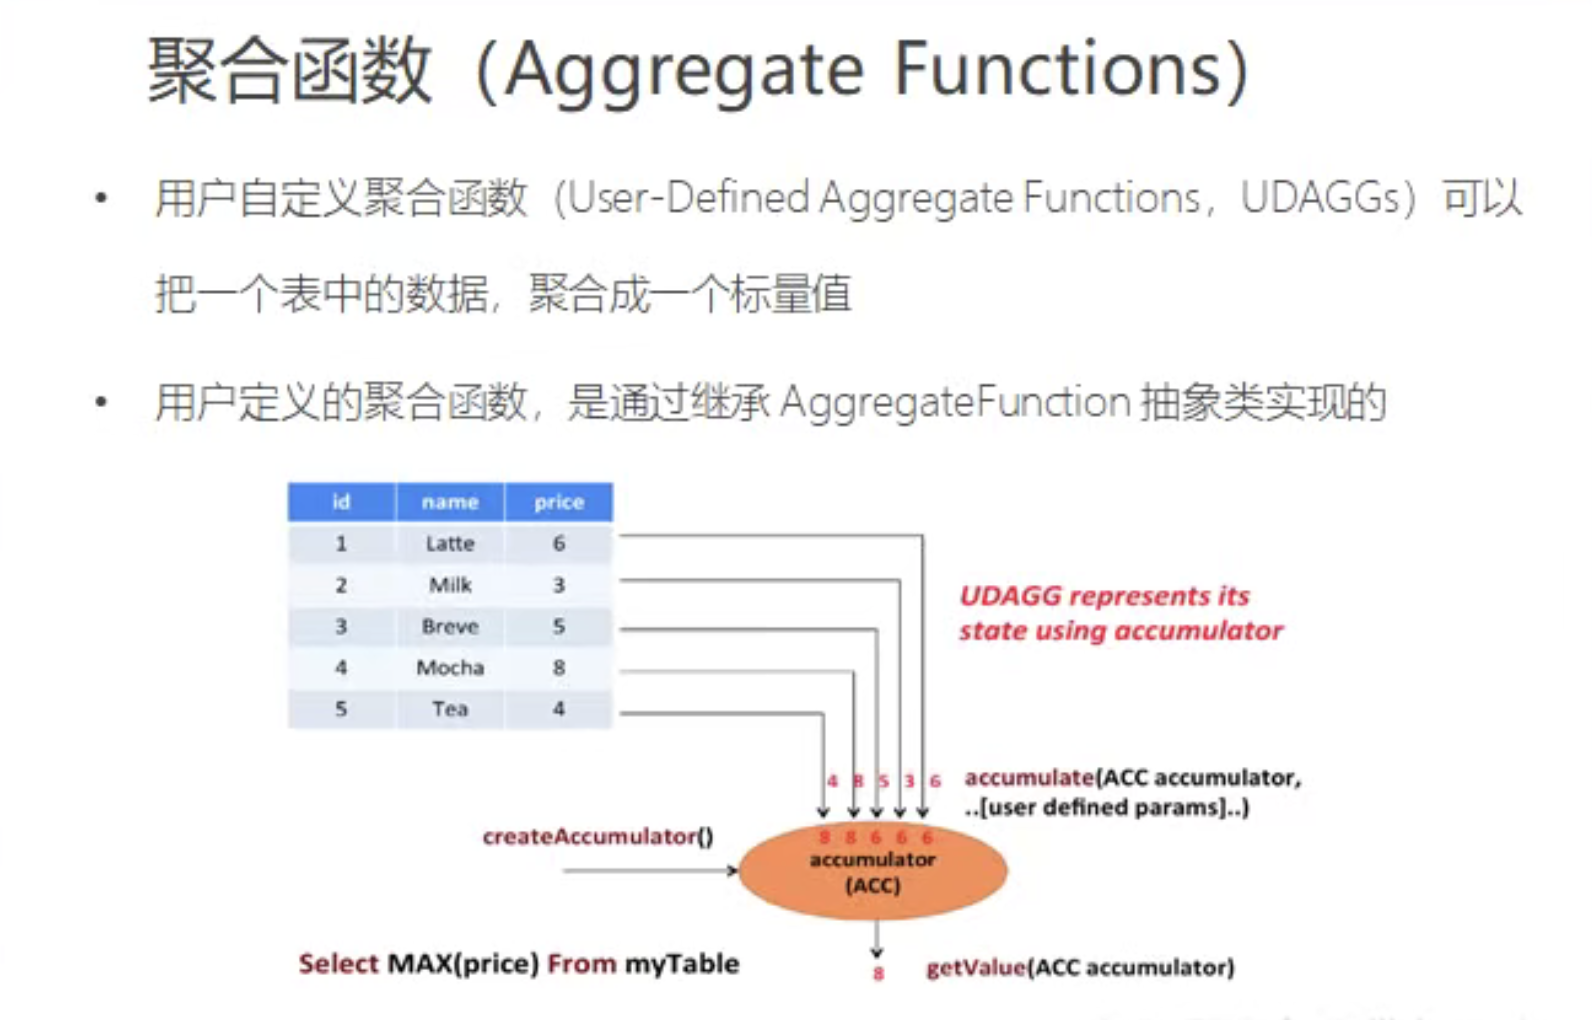 聚合函数（Aggregate Functions）
• 用户自定义聚合函数（User-Defined Aggregate Functions，UDAGGs）可以
把一个表中的数据，聚合成一个标量值
• 用户定义的聚合函数，是通过继承 AggregateFunction 抽象类实现的
id name price
1 Latte 6
2 Milk 3
3 Breve 5
4 Mocha 8
5 Tea 4
UDAGG represents its
state using accumulator
4 8 5 3 6
accumulate(ACC accumulator,
..[user defined params]..)
createAccumulator()
8 8 6 6 6
accumulator
(ACC)
Select MAX(price) From myTable
8
getValue(ACC accumulator)